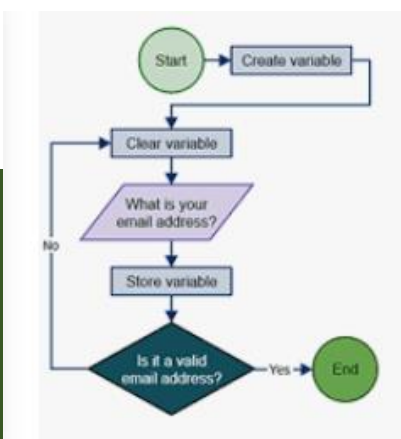 Start
Create variable
Clear variable
What is your
email address?
No
Store variable
Is it a valid
email address?
Yes
End